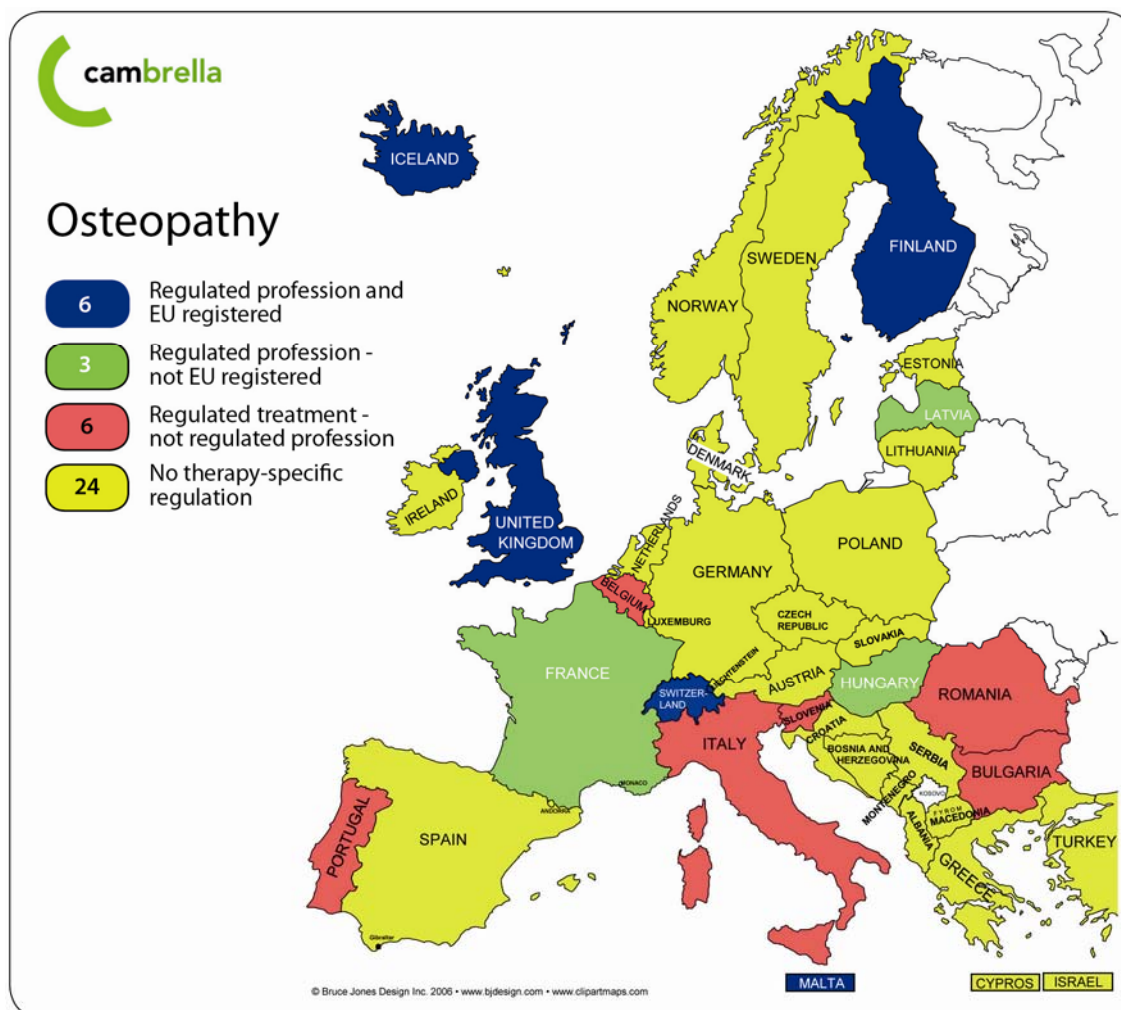 cambrella
Osteopathy
6 Regulated profession and
EU registered
3 Regulated profession -
not EU registered
6 Regulated treatment -
not regulated profession
24 No therapy-specific
regulation
ICELAND
FINLAND
SWEDEN
NORWAY
ESTONIA
LATVIA
LITHUANIA
DENMARK
IRELAND
UNITED
KINGDOM
NETHERLANDS
POLAND
GERMANY
BELGIUM
LUXEMBURG
CZECH
REPUBLIC
SLOVAKIA
LIECHTENSTEIN
AUSTRIA
FRANCE
HUNGARY
SWITZER-
LAND
ROMANIA
SLOVENIA
ITALY
CROATIA
BOSNIA AND
HERZEGOVINA
SERBIA
BULGARIA
MONACO
MONTENEGRO
KOSOVO
ANDORRA
FYROM
MACEDONIA
ALBANIA
PORTUGAL
SPAIN
TURKEY
GREECE
Gibraltar
MALTA
CYPROS
ISRAEL
© Bruce Jones Design Inc. 2006 • www.bjdesign.com • www.clipartmaps.com